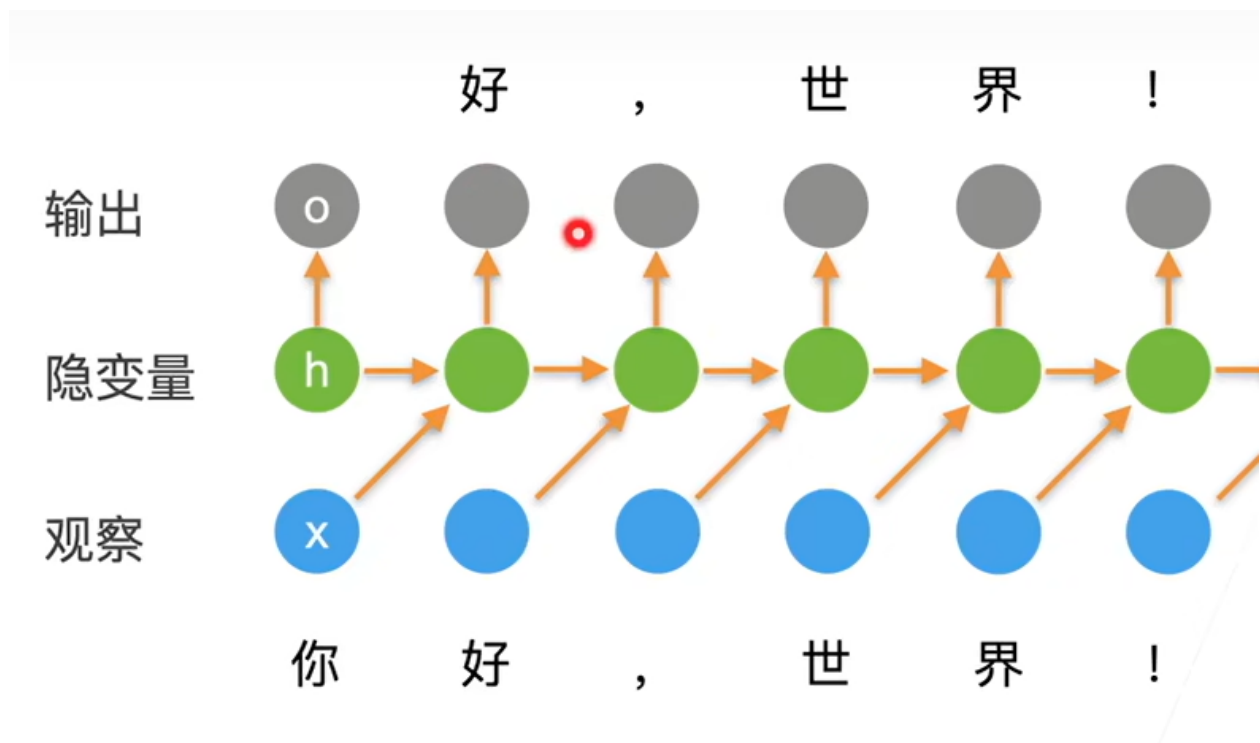 好 , 世 界 !
输出 o
隐变量 h
观察 x
你 好 , 世 界 !